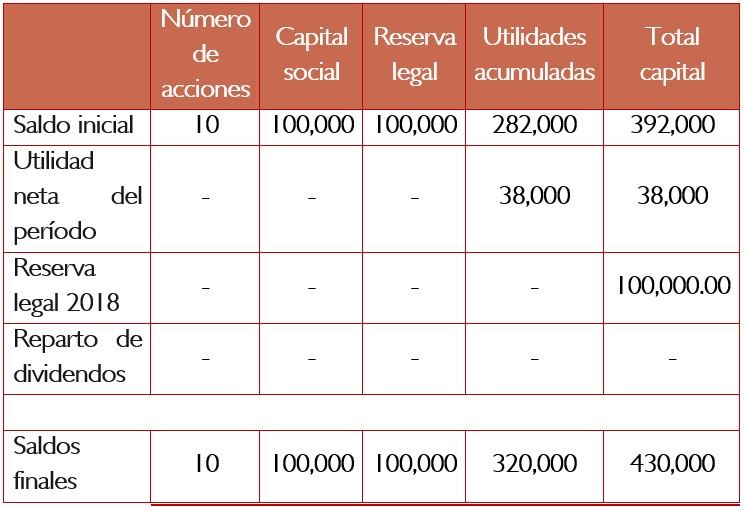 Número de acciones | Capital social | Reserva legal | Utilidades acumuladas | Total capital
Saldo inicial | 10 | 100,000 | 100,000 | 282,000 | 392,000
Utilidad neta del período | - | - | - | 38,000 | 38,000
Reserva legal 2018 | - | - | - | - | 100,000.00
Reparto de dividendos | - | - | - | - | -
Saldos finales | 10 | 100,000 | 100,000 | 320,000 | 430,000